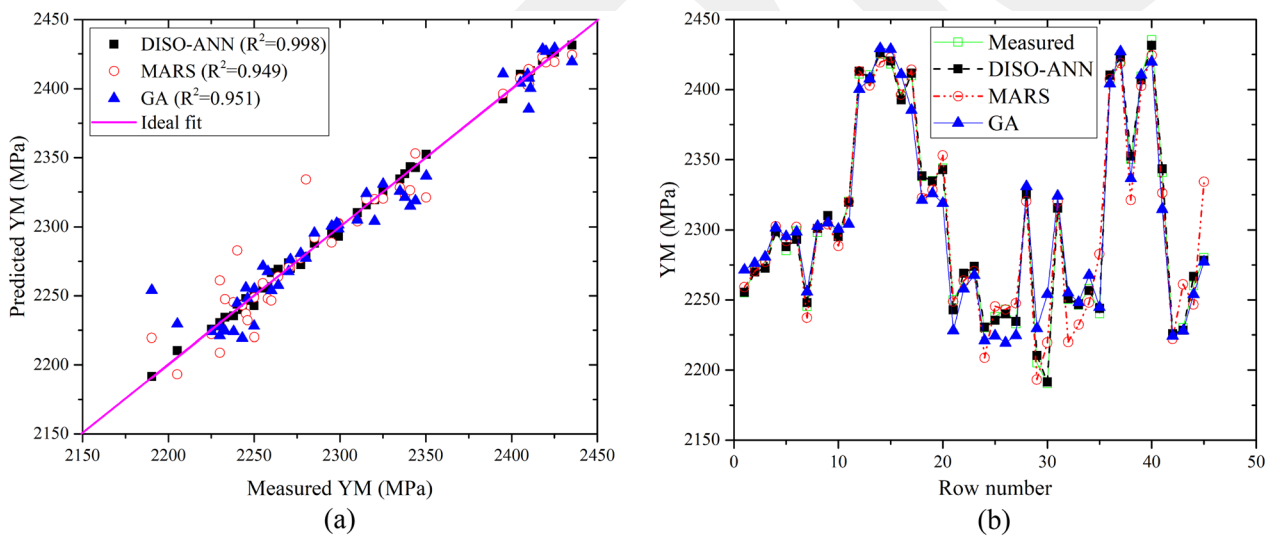 (a)
2450
2400
2350
2300
2250
2200
2150
Predicted YM (MPa)
DISO-ANN (R²=0.998)
MARS (R²=0.949)
GA (R²=0.951)
Ideal fit
2150 2200 2250 2300 2350 2400 2450
Measured YM (MPa)
(a)
(b)
2450
2400
2350
2300
2250
2200
2150
YM (MPa)
Measured
DISO-ANN
MARS
GA
0 10 20 30 40 50
Row number
(b)